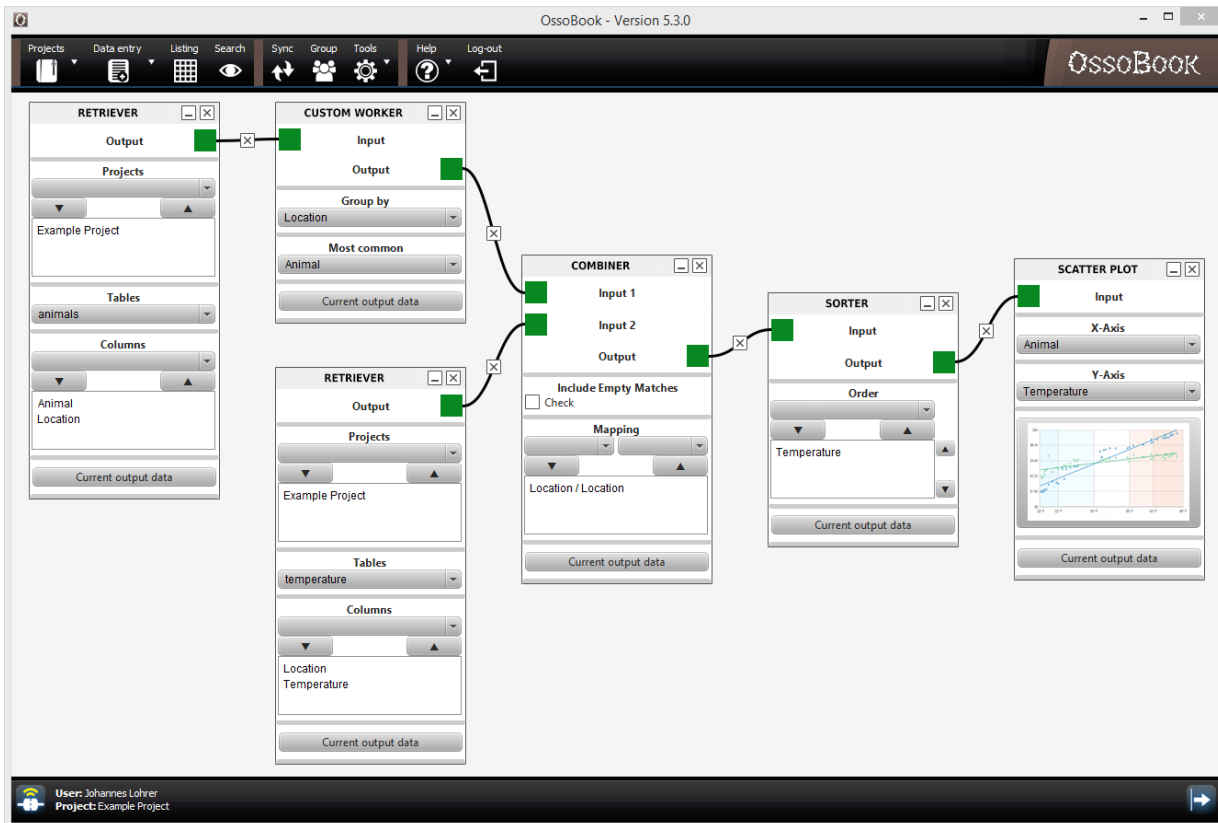 OssoBook - Version 5.3.0
Projects Data entry Listing Search Sync Group Tools Help Log-out
OssoBook
RETRIEVER
Output
Projects
Example Project
Tables
animals
Columns
Animal
Location
Current output data
CUSTOM WORKER
Input
Output
Group by
Location
Most common
Animal
Current output data
RETRIEVER
Output
Projects
Example Project
Tables
temperature
Columns
Location
Temperature
Current output data
COMBINER
Input 1
Input 2
Output
Include Empty Matches
Check
Mapping
Location / Location
Current output data
SORTER
Input
Output
Order
Temperature
Current output data
SCATTER PLOT
Input
X-Axis
Animal
Y-Axis
Temperature
Current output data
User: Johannes Lohrer
Project: Example Project